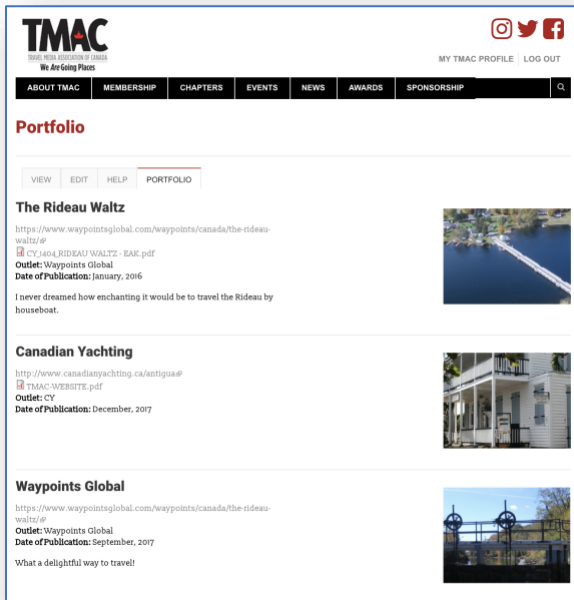 TMAC
TRAVEL MEDIA ASSOCIATION OF CANADA
We Are Going Places
MY TMAC PROFILE LOG OUT
ABOUT TMAC MEMBERSHIP CHAPTERS EVENTS NEWS AWARDS SPONSORSHIP
Portfolio
VIEW EDIT HELP PORTFOLIO
The Rideau Waltz
https://www.waypointsglobal.com/waypoints/canada/the-rideau-
waltz/
CY_1404_RIDEAU WALTZ - EAK.pdf
Outlet: Waypoints Global
Date of Publication: January, 2016
I never dreamed how enchanting it would be to travel the Rideau by
houseboat.
Canadian Yachting
http://www.canadianyachting.ca/antigua
TMAC-WEBSITE.pdf
Outlet: CY
Date of Publication: December, 2017
Waypoints Global
https://www.waypointsglobal.com/waypoints/canada/the-rideau-
waltz/
Outlet: Waypoints Global
Date of Publication: September, 2017
What a delightful way to travel!